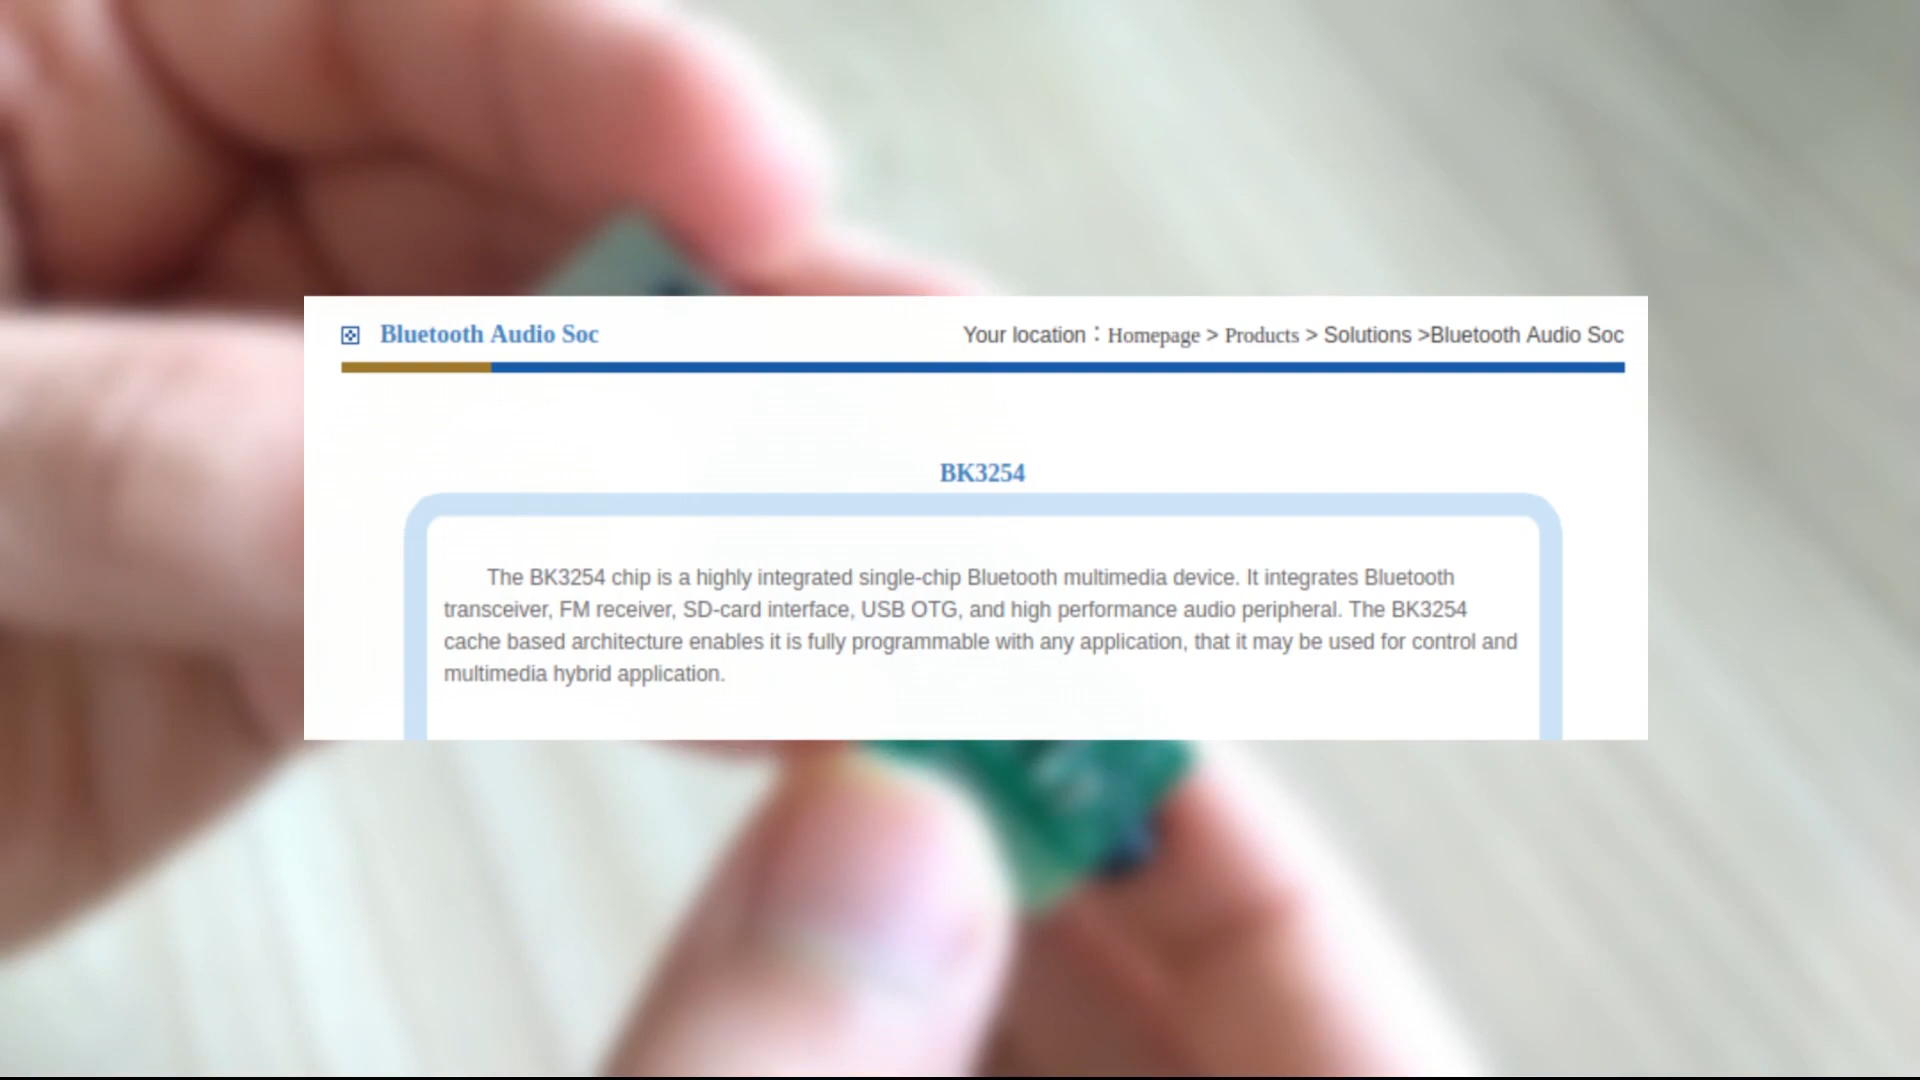 Bluetooth Audio Soc
Your location：Homepage > Products > Solutions >Bluetooth Audio Soc
BK3254
The BK3254 chip is a highly integrated single-chip Bluetooth multimedia device. It integrates Bluetooth
transceiver, FM receiver, SD-card interface, USB OTG, and high performance audio peripheral. The BK3254
cache based architecture enables it is fully programmable with any application, that it may be used for control and
multimedia hybrid application.